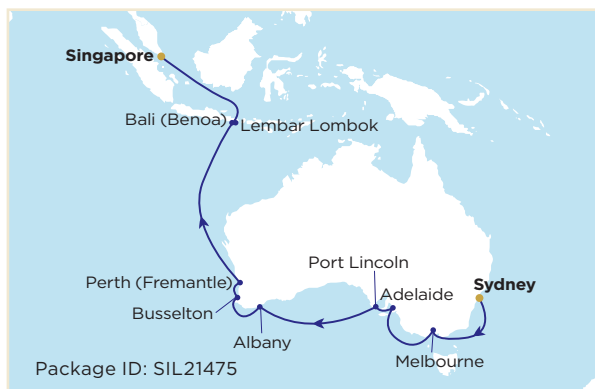 Singapore
Bali (Benoa)
Lembar Lombok
Port Lincoln
Perth (Fremantle)
Sydney
Adelaide
Busselton
Albany
Melbourne
Package ID: SIL21475